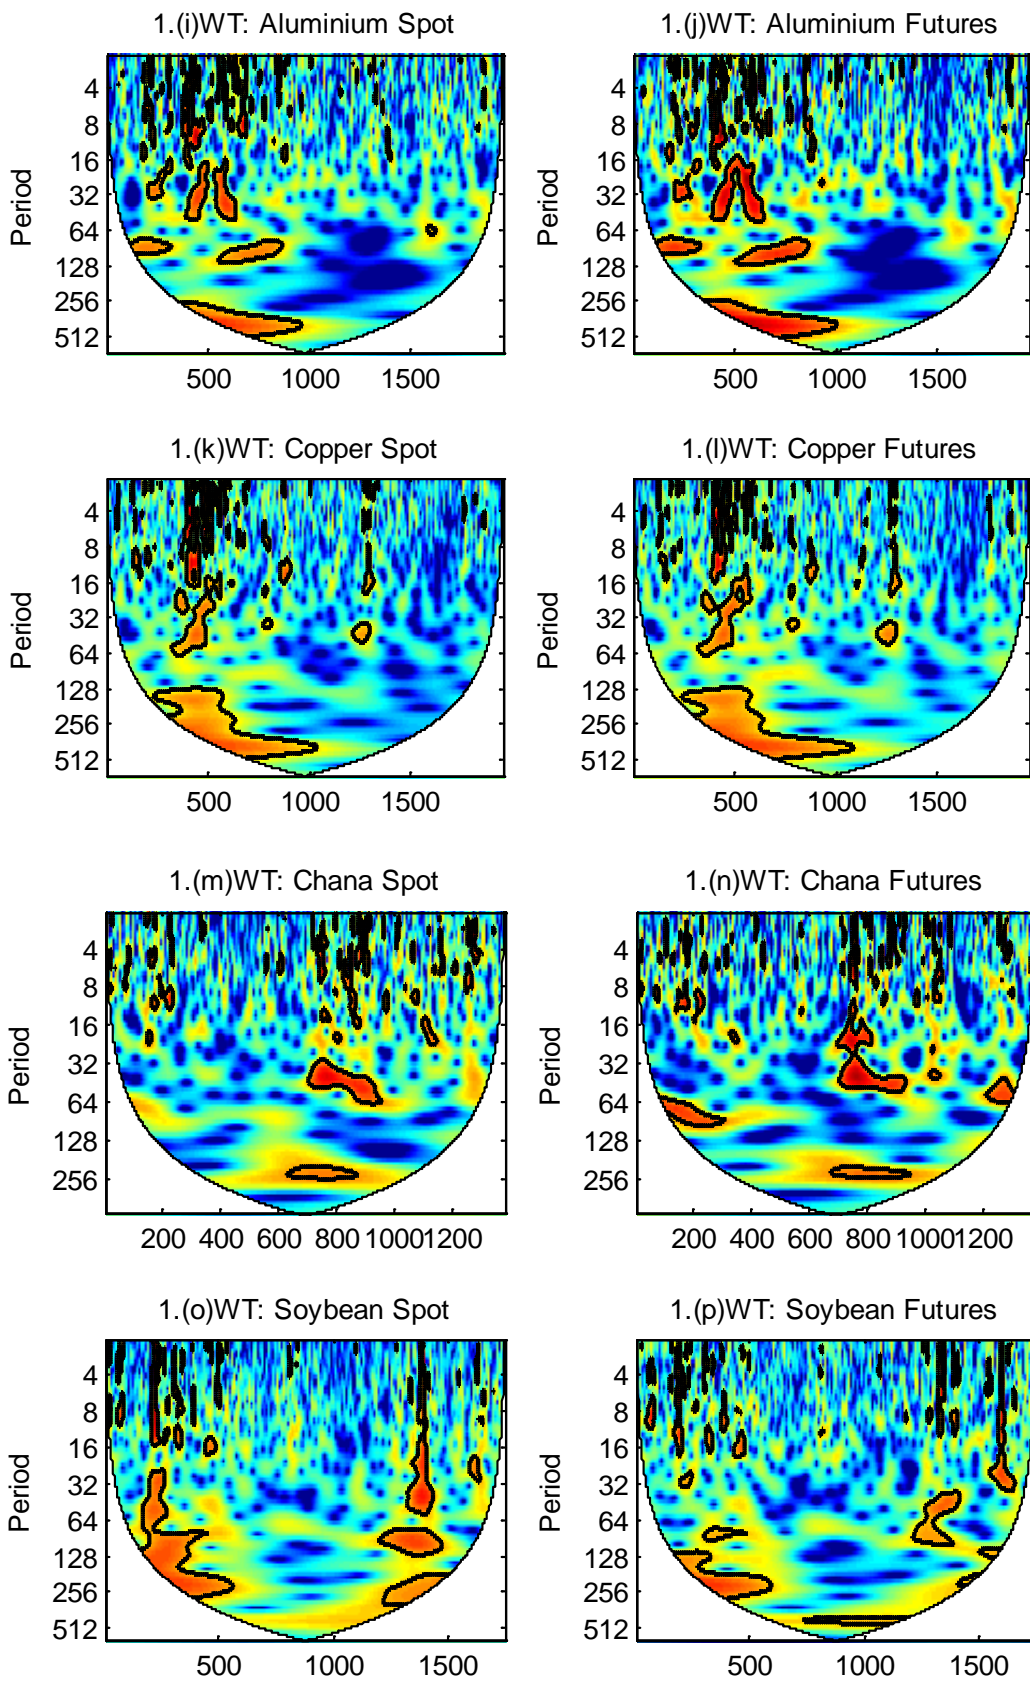 1.(i)WT: Aluminium Spot
Period
4
8
16
32
64
128
256
512
500 1000 1500
1.(j)WT: Aluminium Futures
Period
4
8
16
32
64
128
256
512
500 1000 1500
1.(k)WT: Copper Spot
Period
4
8
16
32
64
128
256
512
500 1000 1500
1.(l)WT: Copper Futures
Period
4
8
16
32
64
128
256
512
500 1000 1500
1.(m)WT: Chana Spot
Period
4
8
16
32
64
128
256
200 400 600 800 1000 1200
1.(n)WT: Chana Futures
Period
4
8
16
32
64
128
256
200 400 600 800 1000 1200
1.(o)WT: Soybean Spot
Period
4
8
16
32
64
128
256
512
500 1000 1500
1.(p)WT: Soybean Futures
Period
4
8
16
32
64
128
256
512
500 1000 1500